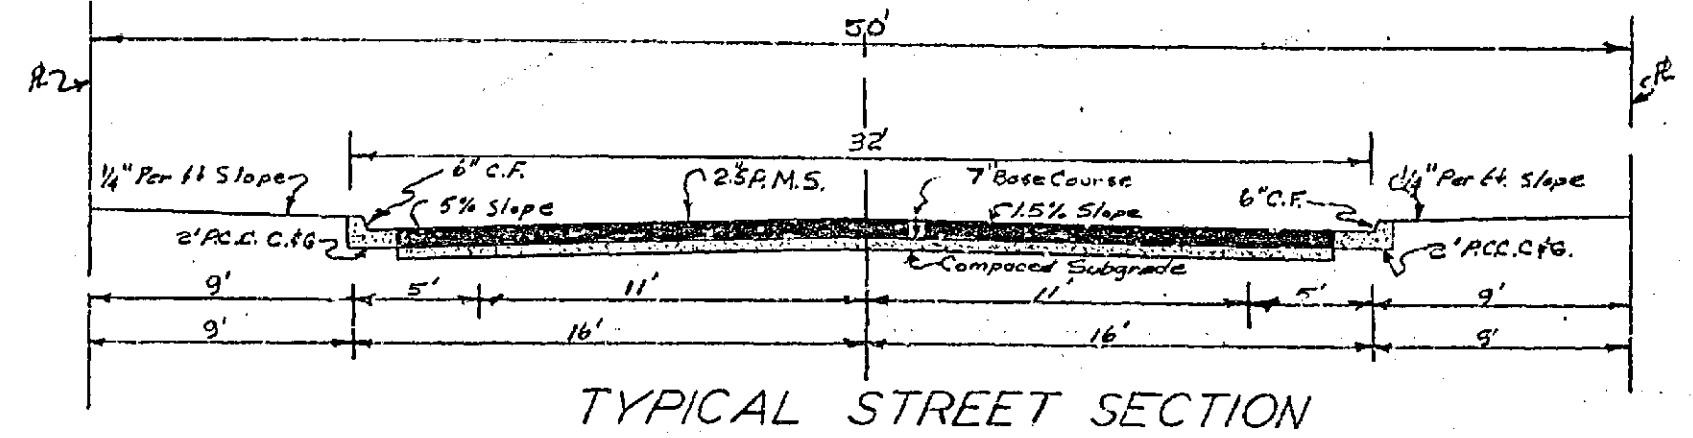 50'
32'
1/4" Per ft Slope
6" C.F.
2.5" P.M.S.
7" Base Course
6" C.F.
1/4" Per ft. Slope
5% Slope
1.5% Slope
2' P.C.C. C.&G
2' P.C.C. C&G.
Compaced Subgrade
9' 5' 11' 11' 5' 9'
9' 16' 16' 9'
TYPICAL STREET SECTION